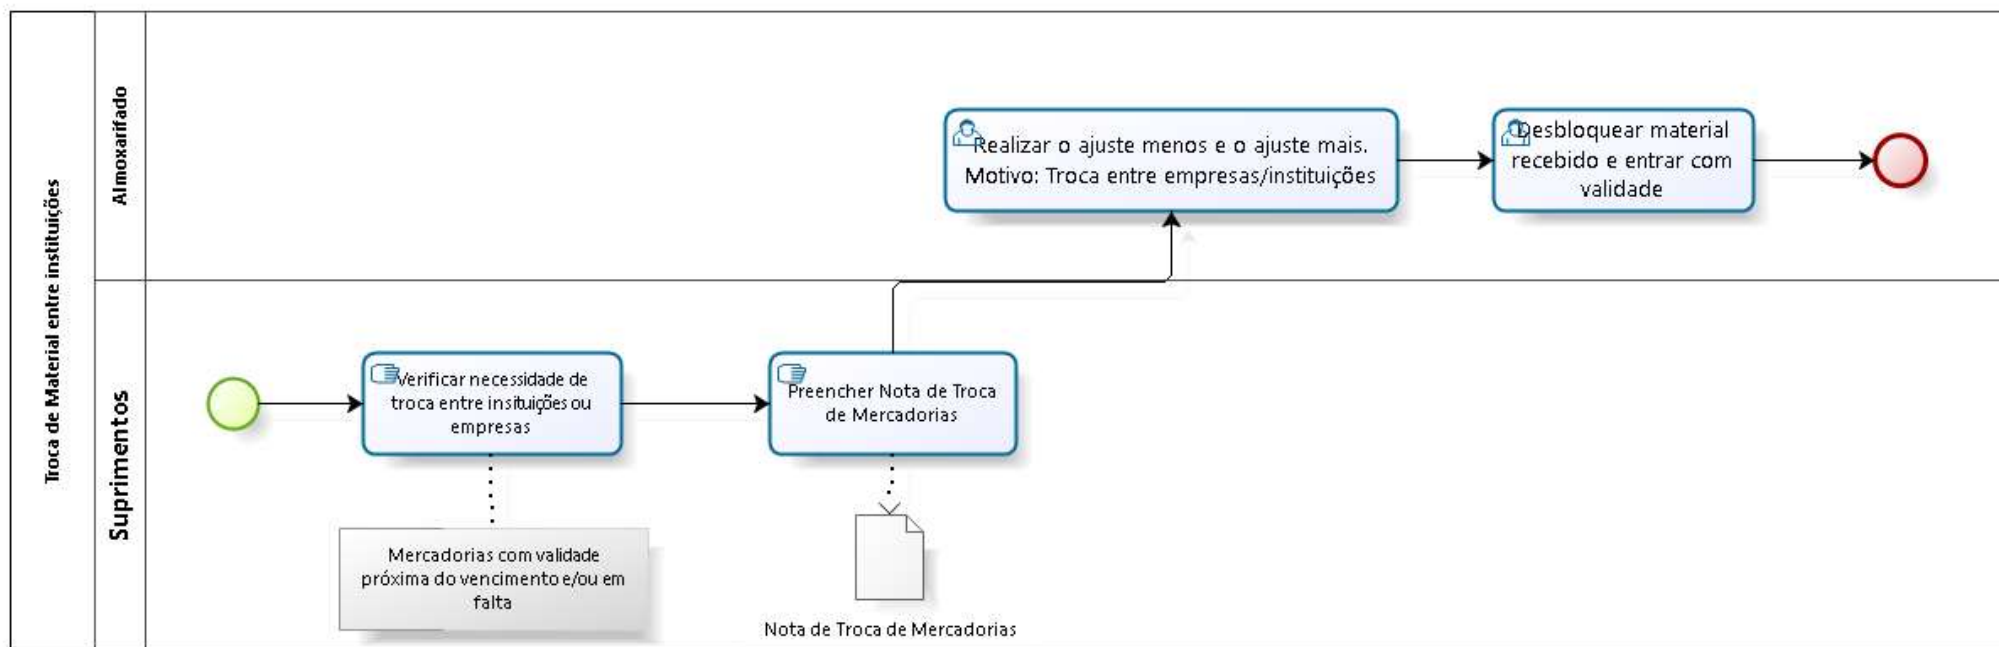 Troca de Material entre instituições
Almoxarifado
Realizar o ajuste menos e o ajuste mais.
Motivo: Troca entre empresas/instituições
Desbloquear material
recebido e entrar com
validade
Suprimentos
Verificar necessidade de
troca entre insituições ou
empresas
Preencher Nota de Troca
de Mercadorias
Mercadorias com validade
próxima do vencimento e/ou em
falta
Nota de Troca de Mercadorias